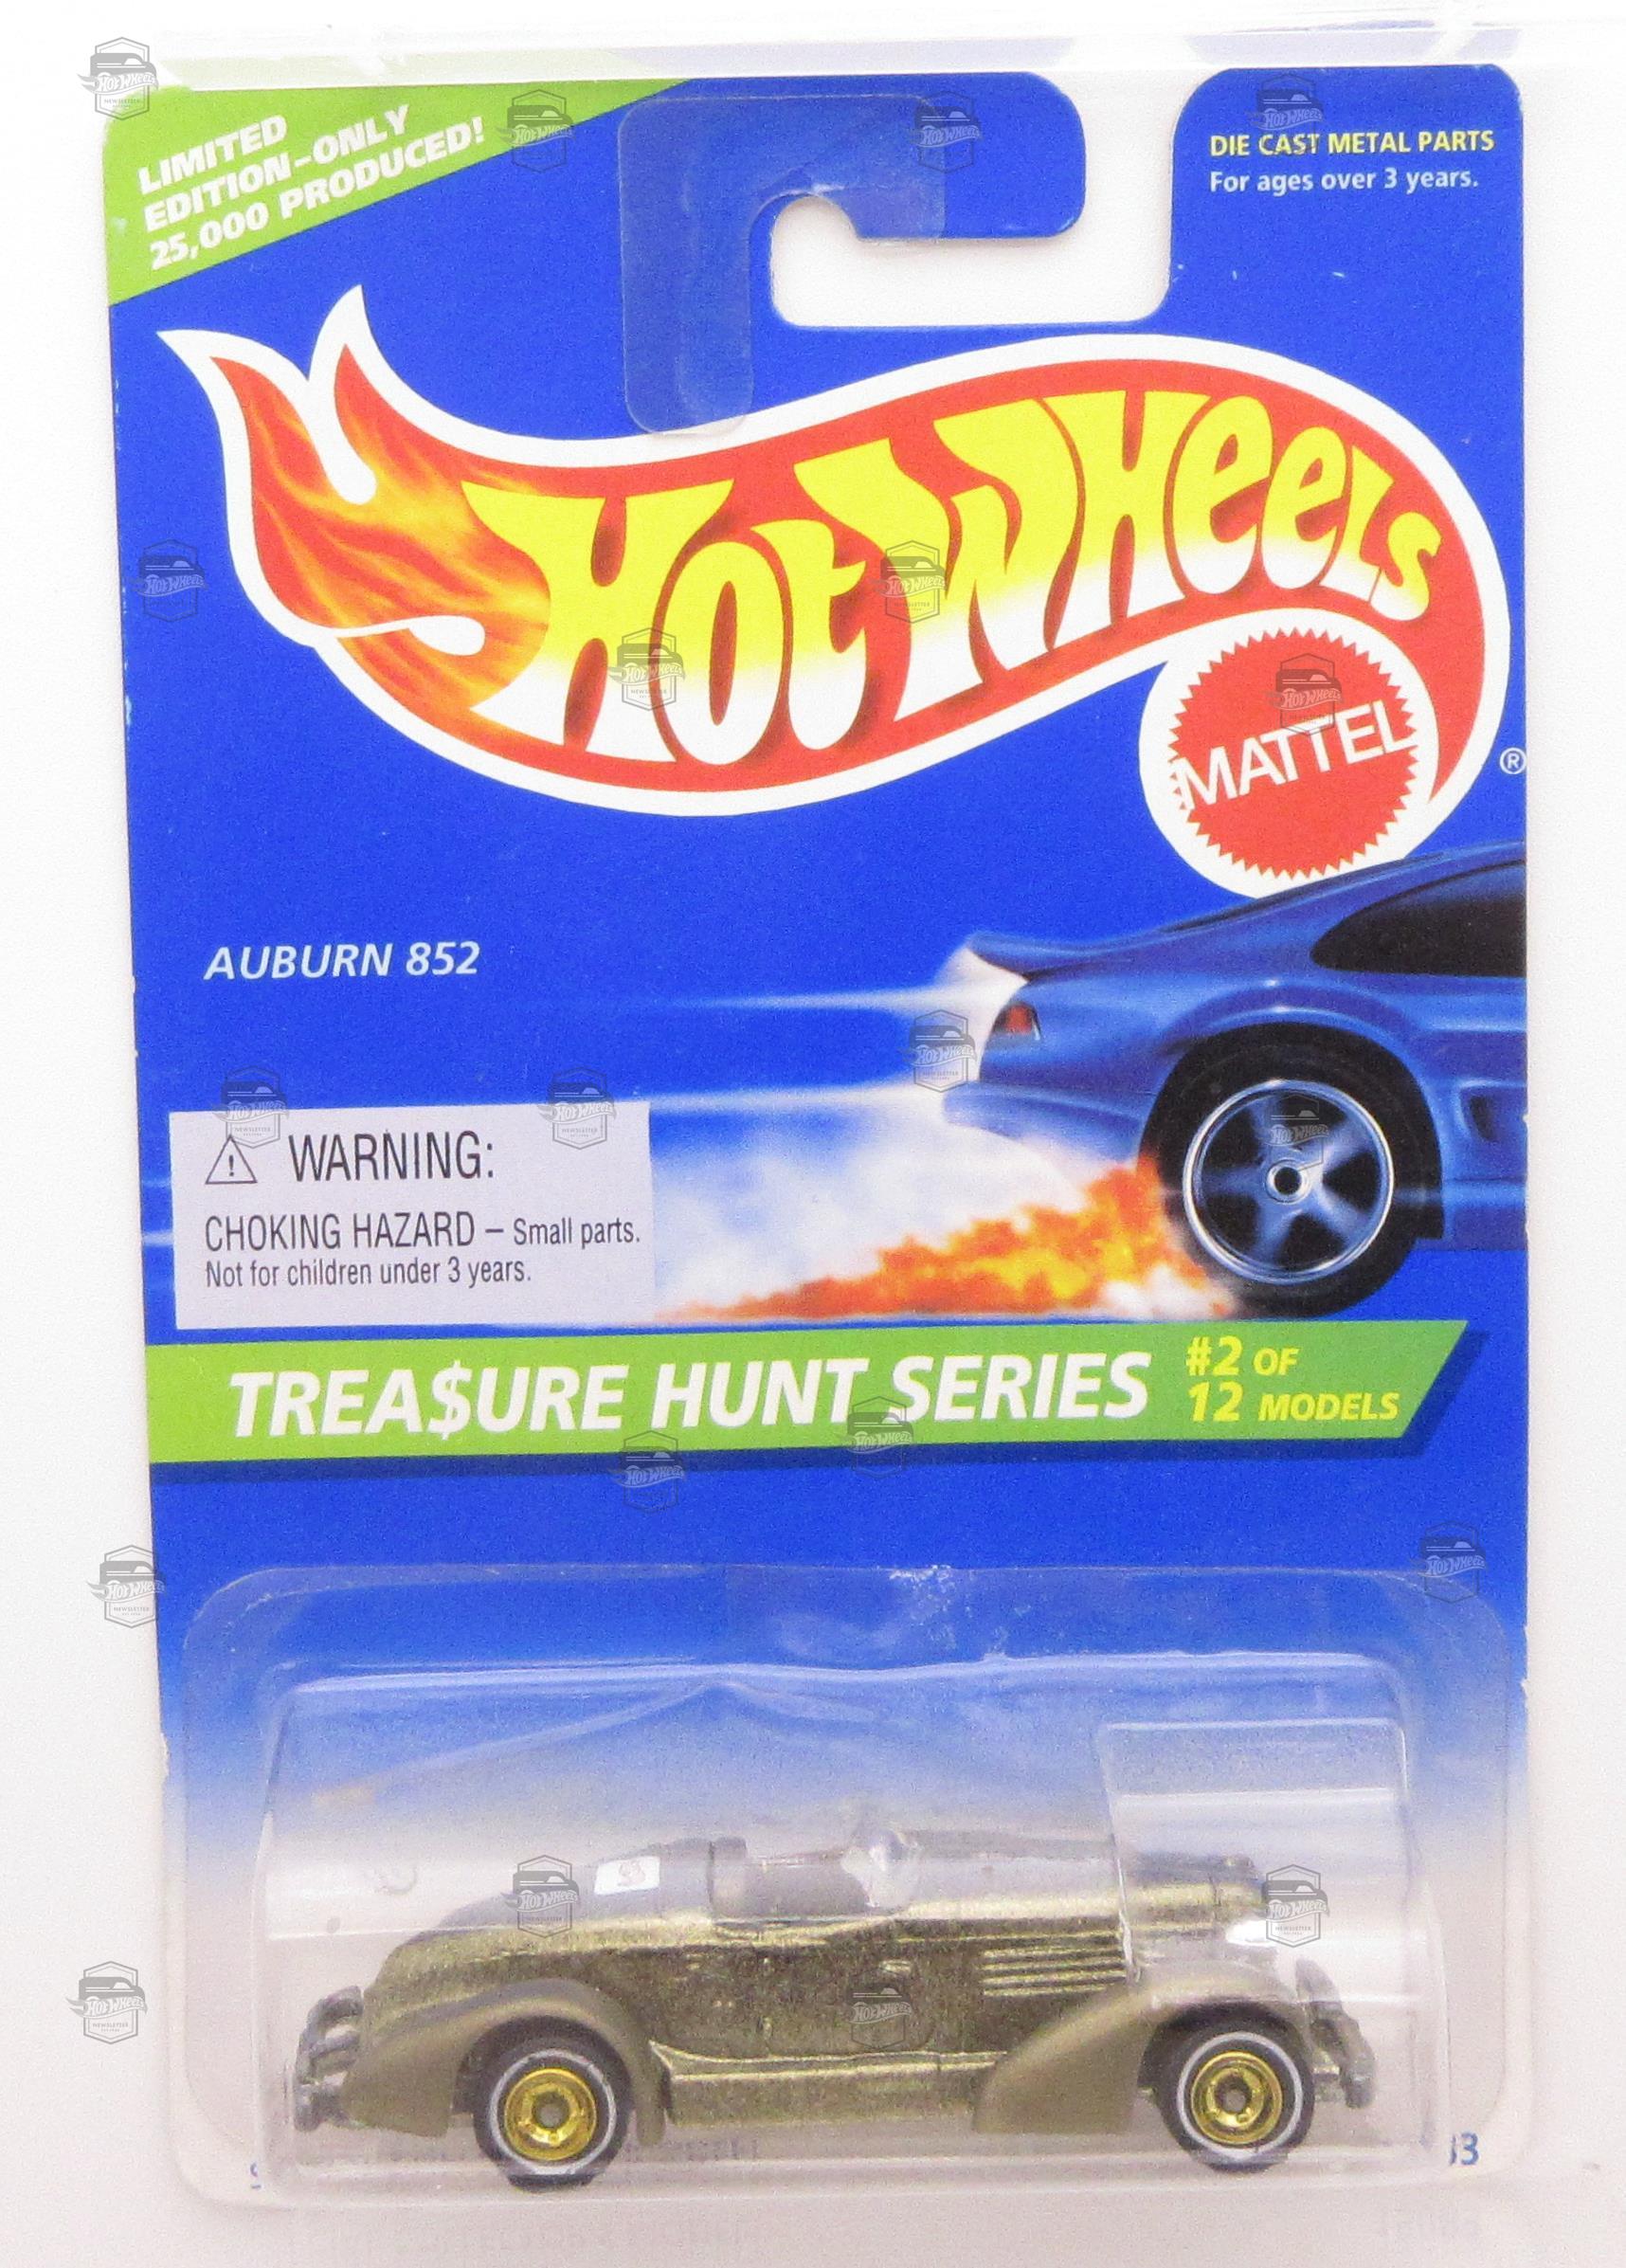 LIMITED
EDITION–ONLY
25,000 PRODUCED!
DIE CAST METAL PARTS
For ages over 3 years.
Hot Wheels
MATTEL
®
AUBURN 852
WARNING:
CHOKING HAZARD – Small parts.
Not for children under 3 years.
TREA$URE HUNT SERIES
#2 OF
12 MODELS